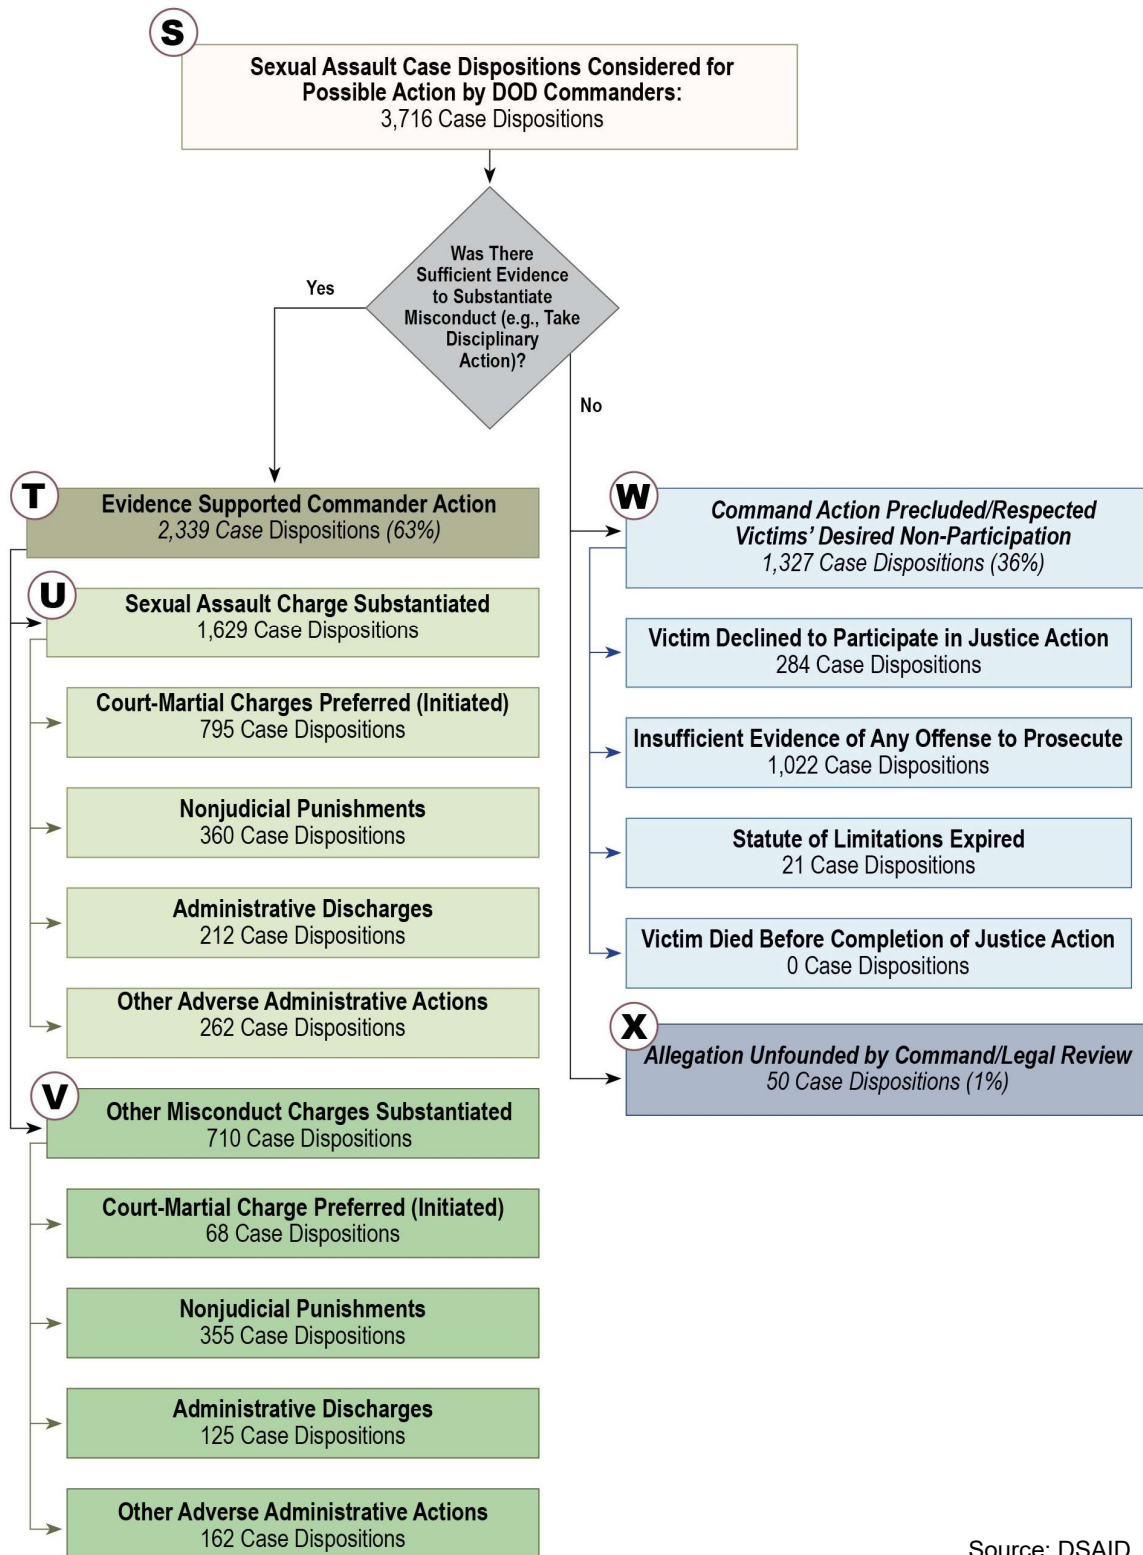 S
Sexual Assault Case Dispositions Considered for
Possible Action by DOD Commanders:
3,716 Case Dispositions
Was There
Sufficient Evidence
to Substantiate
Misconduct (e.g., Take
Disciplinary
Action)?
Yes
No
T
Evidence Supported Commander Action
2,339 Case Dispositions (63%)
U
Sexual Assault Charge Substantiated
1,629 Case Dispositions
Court-Martial Charges Preferred (Initiated)
795 Case Dispositions
Nonjudicial Punishments
360 Case Dispositions
Administrative Discharges
212 Case Dispositions
Other Adverse Administrative Actions
262 Case Dispositions
V
Other Misconduct Charges Substantiated
710 Case Dispositions
Court-Martial Charge Preferred (Initiated)
68 Case Dispositions
Nonjudicial Punishments
355 Case Dispositions
Administrative Discharges
125 Case Dispositions
Other Adverse Administrative Actions
162 Case Dispositions
W
Command Action Precluded/Respected
Victims' Desired Non-Participation
1,327 Case Dispositions (36%)
Victim Declined to Participate in Justice Action
284 Case Dispositions
Insufficient Evidence of Any Offense to Prosecute
1,022 Case Dispositions
Statute of Limitations Expired
21 Case Dispositions
Victim Died Before Completion of Justice Action
0 Case Dispositions
X
Allegation Unfounded by Command/Legal Review
50 Case Dispositions (1%)
Source: DSAID